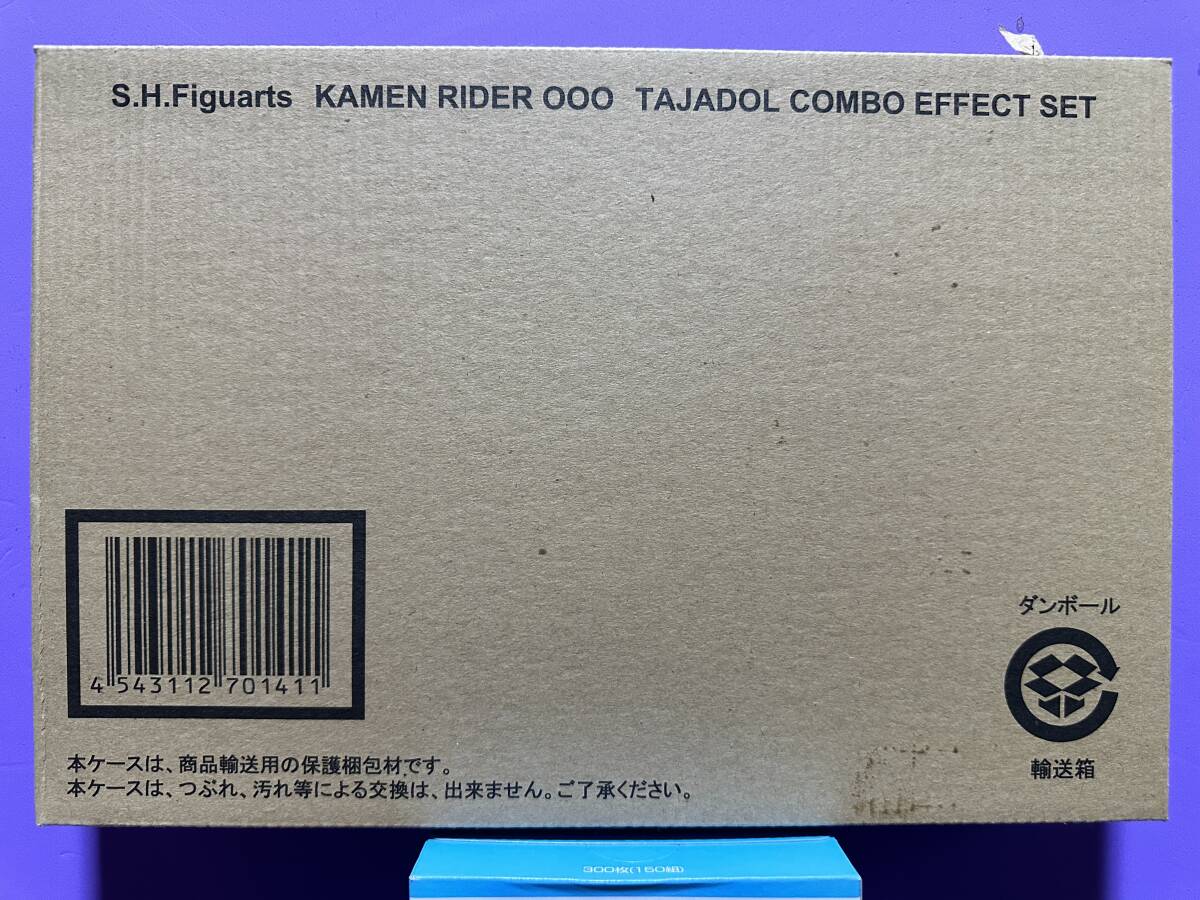 S.H.Figuarts KAMEN RIDER OOO TAJADOL COMBO EFFECT SET
4 543112 701411
ダンボール
輸送箱
本ケースは、商品輸送用の保護梱包材です。
本ケースは、つぶれ、汚れ等による交換は、出来ません。ご了承ください。
300枚(150組)